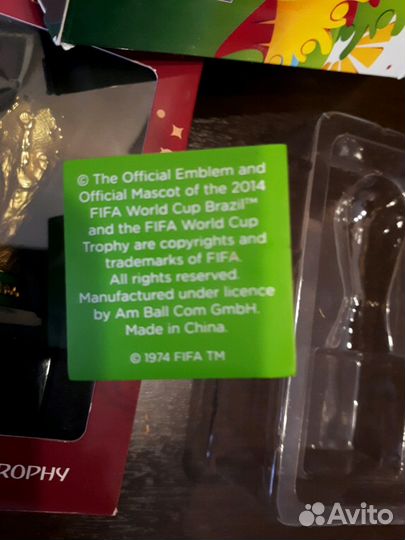 © The Official Emblem and
Official Mascot of the 2014
FIFA World Cup Brazil™
and the FIFA World Cup
Trophy are copyrights and
trademarks of FIFA.
All rights reserved.
Manufactured under licence
by Am Ball Com GmbH.
Made in China.
© 1974 FIFA TM
TROPHY
Avito